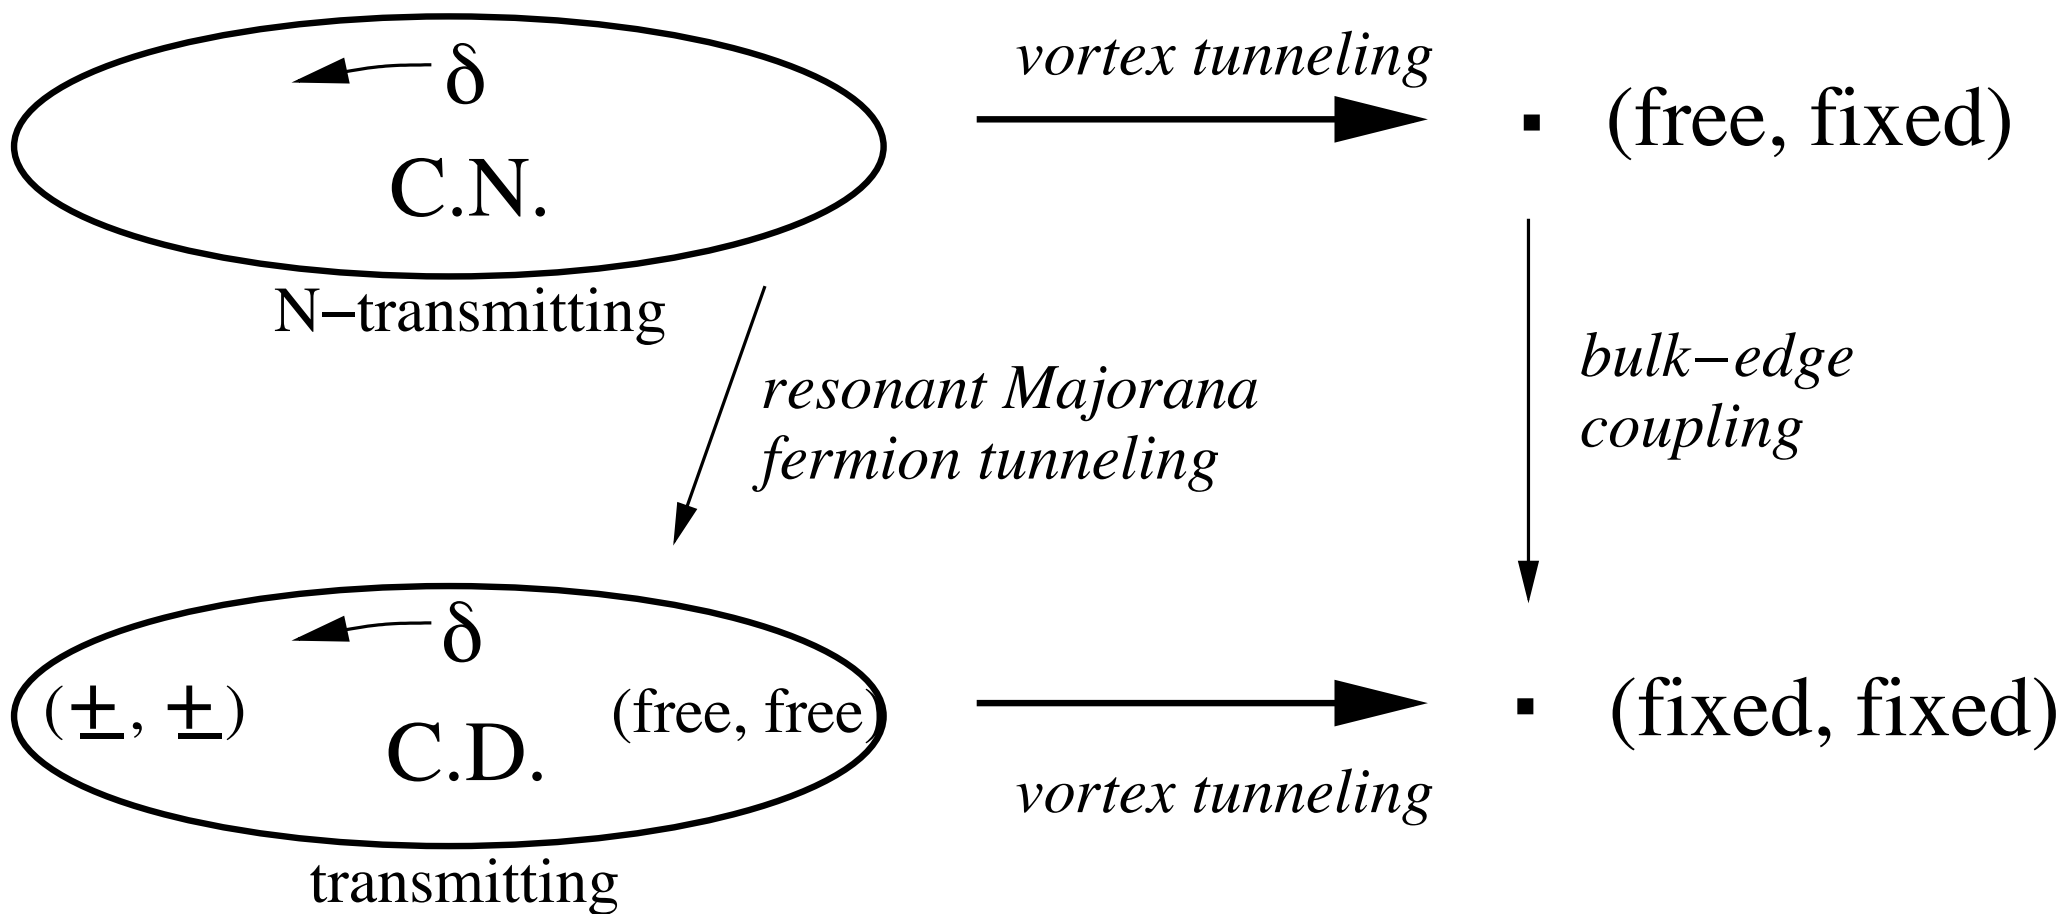 vortex tunneling
δ
(free, fixed)
C.N.
N−transmitting
resonant Majorana
fermion tunneling
bulk−edge
coupling
δ
(±, ±)
(free, free)
C.D.
(fixed, fixed)
vortex tunneling
transmitting